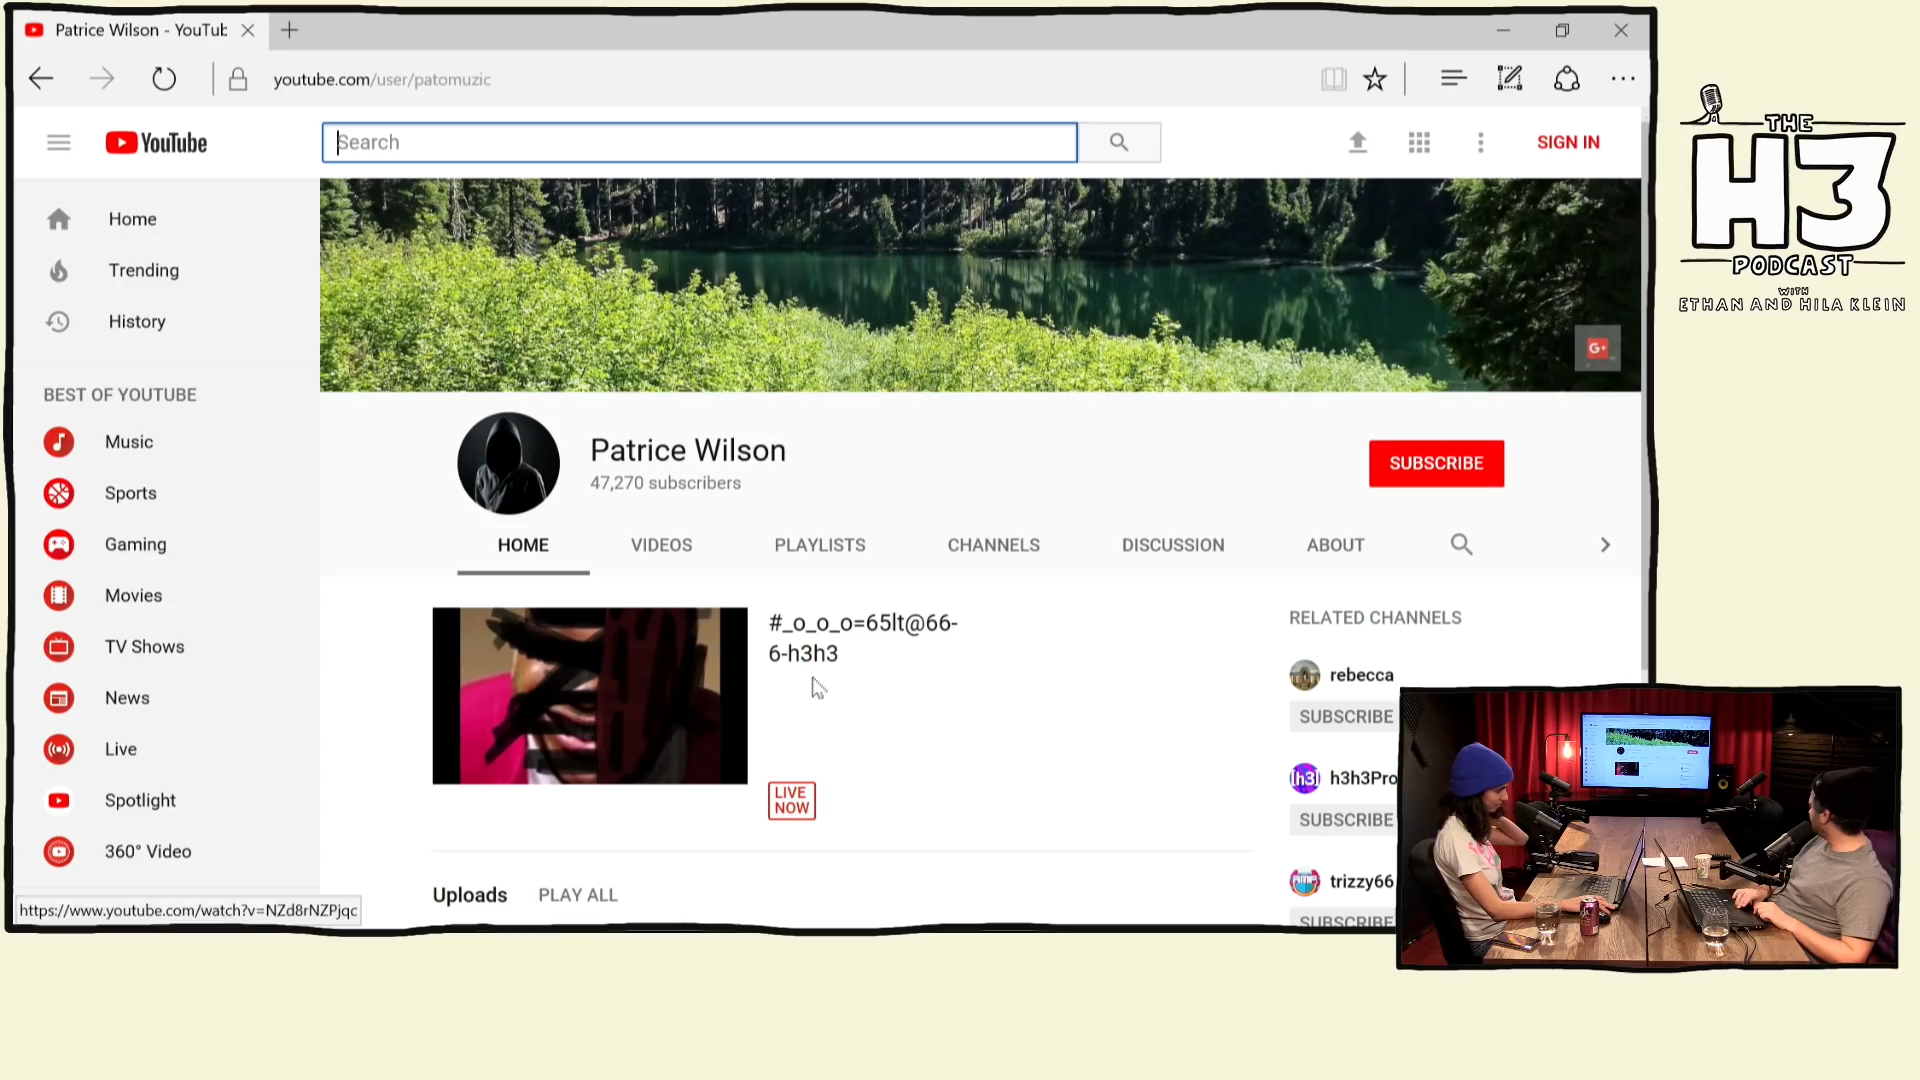 Patrice Wilson - YouTub
youtube.com/user/patomuzic
YouTube
Search
SIGN IN
THE
H3
PODCAST
WITH
ETHAN AND HILA KLEIN
Home
Trending
History
G+
BEST OF YOUTUBE
Music
Sports
Gaming
Movies
TV Shows
News
Live
Spotlight
360° Video
https://www.youtube.com/watch?v=NZd8rNZPjqc
Patrice Wilson
47,270 subscribers
SUBSCRIBE
HOME
VIDEOS
PLAYLISTS
CHANNELS
DISCUSSION
ABOUT
#_o_o_o=65lt@66-
6-h3h3
LIVE
NOW
Uploads
PLAY ALL
RELATED CHANNELS
rebecca
SUBSCRIBE
h3
h3h3Pro
SUBSCRIBE
trizzy66
SUBSCRIBE